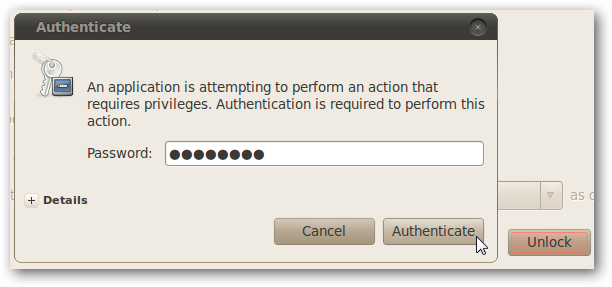 Authenticate
An application is attempting to perform an action that
requires privileges. Authentication is required to perform this
action.
Password: ●●●●●●●●
Details
as
Cancel Authenticate
Unlock